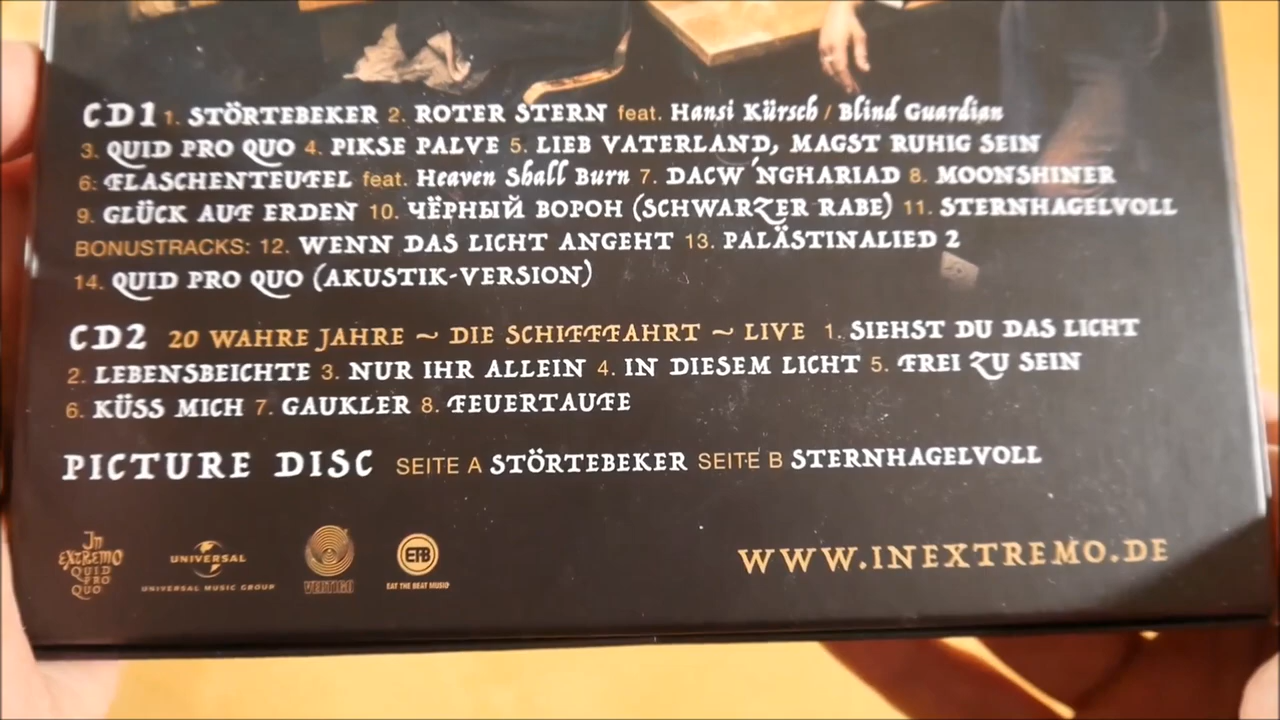 CD1 1. STÖRTEBEKER 2. ROTER STERN feat. Hansi Kürsch / Blind Guardian
3. QUID PRO QUO 4. PIKSE PALVE 5. LIEB VATERLAND, MAGST RUHIG SEIN
6: FLASCHENTEUFEL feat. Heaven Shall Burn 7. DACW 'NGHARIAD 8. MOONSHINER
9. GLÜCK AUF ERDEN 10. ЧЁРНЫЙ ВОРОН (SCHWARZER RABE) 11. STERNHAGELVOLL
BONUSTRACKS: 12. WENN DAS LICHT ANGEHT 13. PALÄSTINALIED 2
14. QUID PRO QUO (AKUSTIK-VERSION)
CD2 20 WAHRE JAHRE ~ DIE SCHIFFFAHRT ~ LIVE 1. SIEHST DU DAS LICHT
2. LEBENSBEICHTE 3. NUR IHR ALLEIN 4. IN DIESEM LICHT 5. FREI ZU SEIN
6. KÜSS MICH 7. GAUKLER 8. FEUERTAUFE
PICTURE DISC SEITE A STÖRTEBEKER SEITE B STERNHAGELVOLL
In
EXTREMO
QUID
PRO
QUO
UNIVERSAL
UNIVERSAL MUSIC GROUP
VERTIGO
ETB
EAT THE BEAT MUSIC
WWW.INEXTREMO.DE